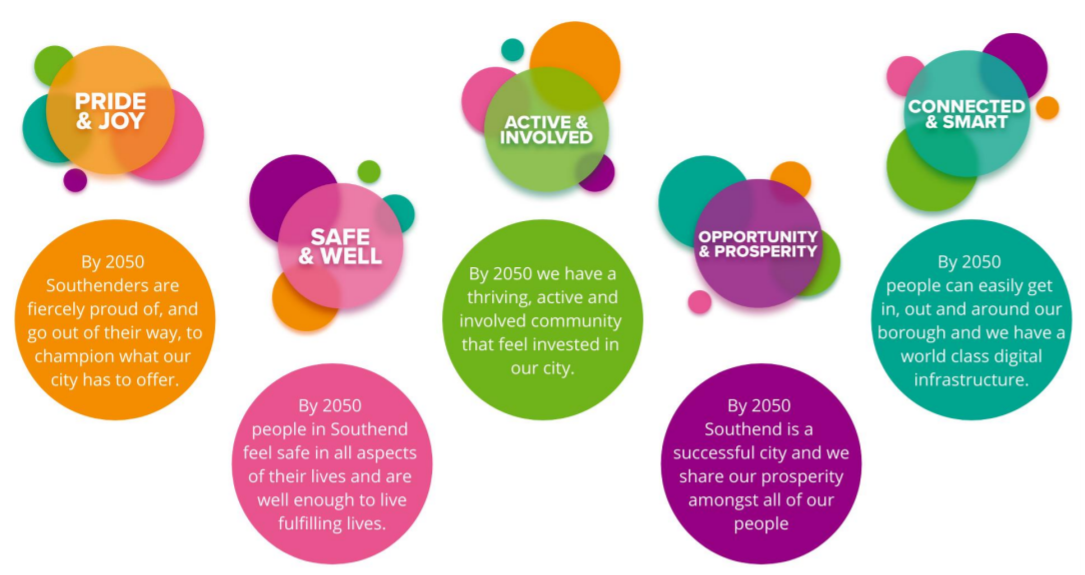 PRIDE
& JOY
By 2050
Southenders are
fiercely proud of, and
go out of their way, to
champion what our
city has to offer.
SAFE
& WELL
By 2050
people in Southend
feel safe in all aspects
of their lives and are
well enough to live
fulfilling lives.
ACTIVE &
INVOLVED
By 2050 we have a
thriving, active and
involved community
that feel invested in
our city.
OPPORTUNITY
& PROSPERITY
By 2050
Southend is a
successful city and we
share our prosperity
amongst all of our
people
CONNECTED
& SMART
By 2050
people can easily get
in, out and around our
borough and we have a
world class digital
infrastructure.